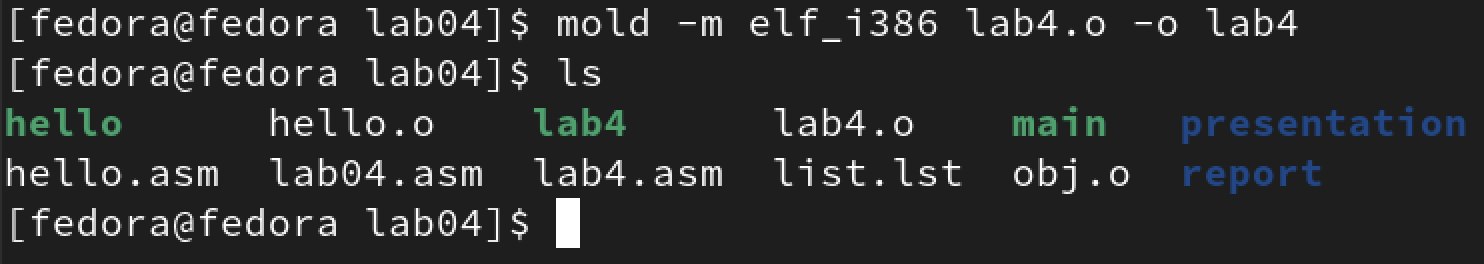 [fedora@fedora lab04]$ mold -m elf_i386 lab4.o -o lab4
[fedora@fedora lab04]$ ls
hello hello.o lab4 lab4.o main presentation
hello.asm lab04.asm lab4.asm list.lst obj.o report
[fedora@fedora lab04]$